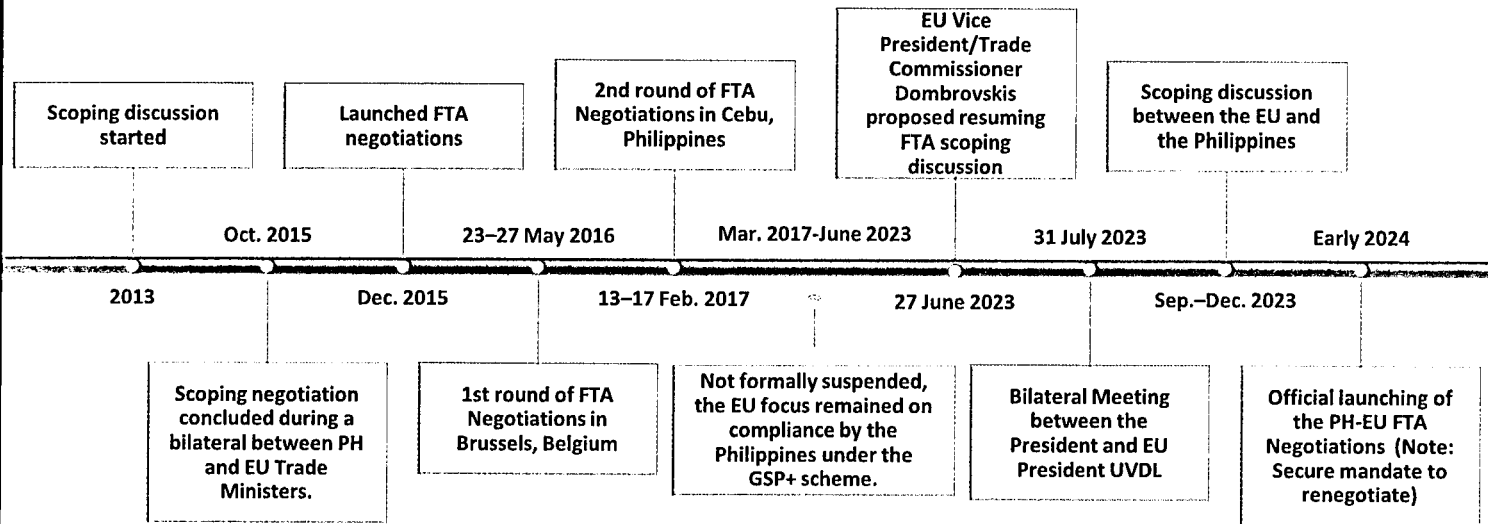 Scoping discussion
started
Launched FTA
negotiations
2nd round of FTA
Negotiations in Cebu,
Philippines
EU Vice
President/Trade
Commissioner
Dombrovskis
proposed resuming
FTA scoping
discussion
Scoping discussion
between the EU and
the Philippines
Oct. 2015
23–27 May 2016
Mar. 2017-June 2023
31 July 2023
Early 2024
2013
Dec. 2015
13–17 Feb. 2017
27 June 2023
Sep.–Dec. 2023
Scoping negotiation
concluded during a
bilateral between PH
and EU Trade
Ministers.
1st round of FTA
Negotiations in
Brussels, Belgium
Not formally suspended,
the EU focus remained on
compliance by the
Philippines under the
GSP+ scheme.
Bilateral Meeting
between the
President and EU
President UVDL
Official launching of
the PH-EU FTA
Negotiations (Note:
Secure mandate to
renegotiate)